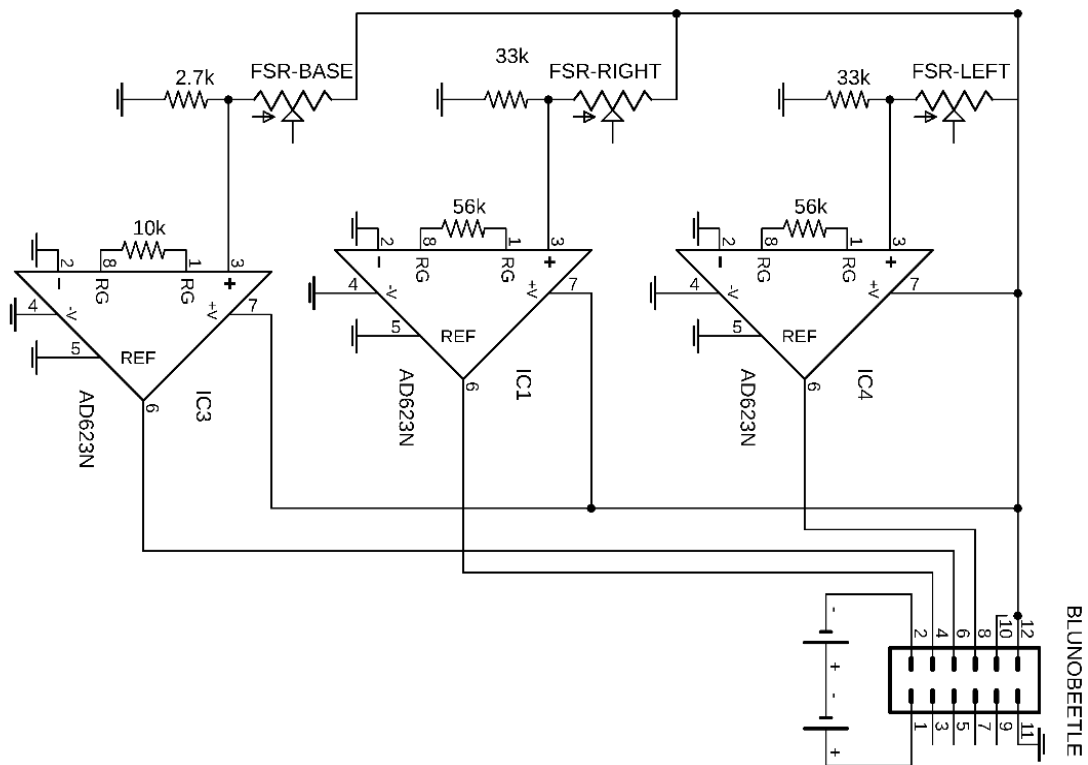 2.7k
FSR-BASE
33k
FSR-RIGHT
33k
FSR-LEFT
10k
2
8
1
3
-
RG
RG
+
4
-V
+V
7
5
REF
6
IC3
AD623N
56k
2
8
1
3
-
RG
RG
+
4
-V
+V
7
5
REF
6
IC1
AD623N
56k
2
8
1
3
-
RG
RG
+
4
-V
+V
7
5
REF
6
IC4
AD623N
-
+
-
+
2
4
6
8
10
12
1
3
5
7
9
11
BLUNOBEETLE